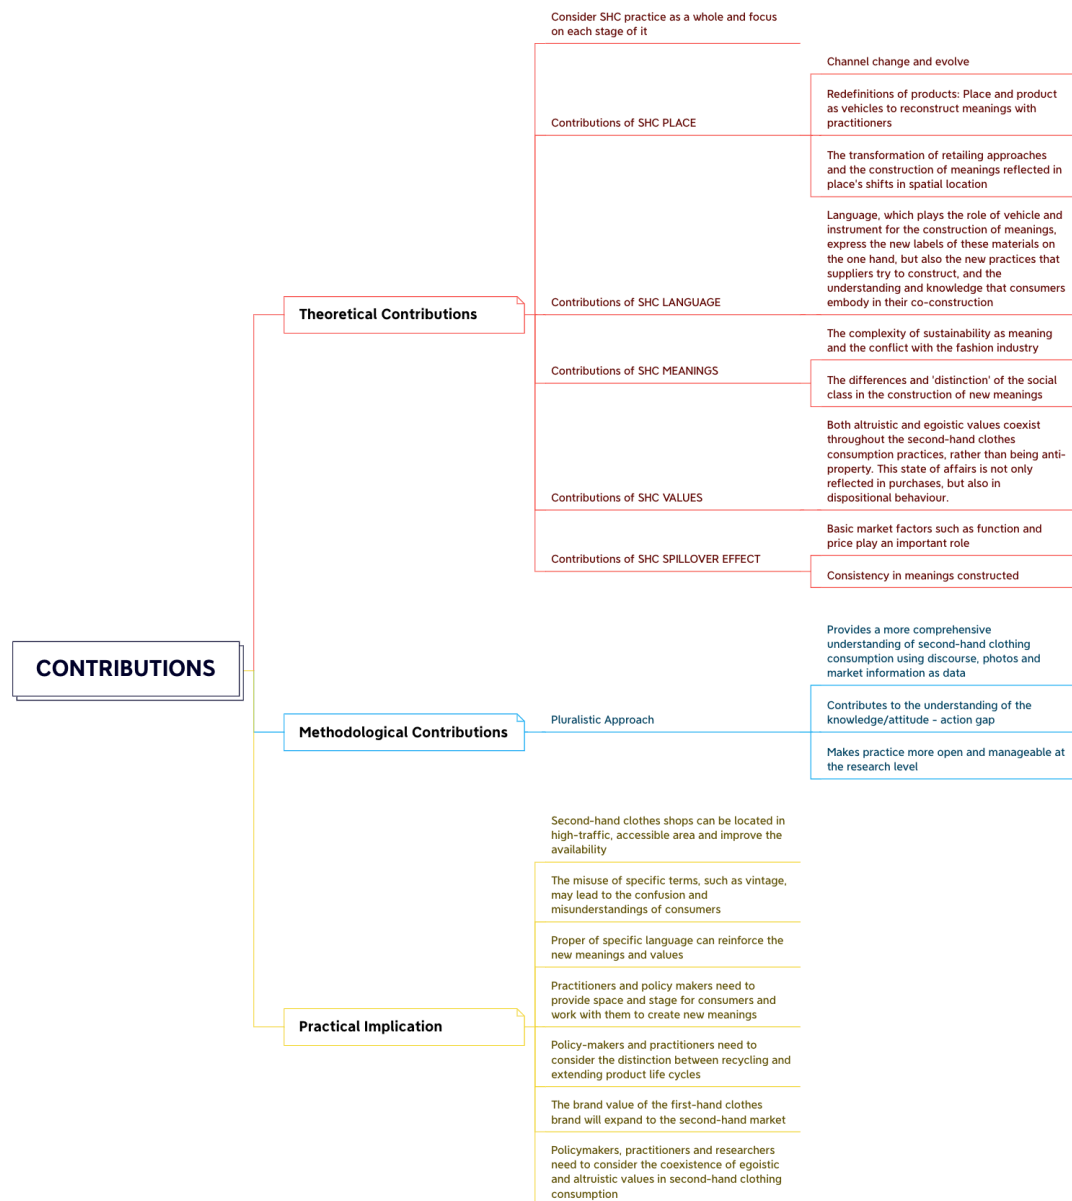 CONTRIBUTIONS
Theoretical Contributions
Consider SHC practice as a whole and focus
on each stage of it
Contributions of SHC PLACE
Channel change and evolve
Redefinitions of products: Place and product
as vehicles to reconstruct meanings with
practitioners
The transformation of retailing approaches
and the construction of meanings reflected in
place's shifts in spatial location
Contributions of SHC LANGUAGE
Language, which plays the role of vehicle and
instrument for the construction of meanings,
express the new labels of these materials on
the one hand, but also the new practices that
suppliers try to construct, and the
understanding and knowledge that consumers
embody in their co-construction
Contributions of SHC MEANINGS
The complexity of sustainability as meaning
and the conflict with the fashion industry
The differences and 'distinction' of the social
class in the construction of new meanings
Contributions of SHC VALUES
Both altruistic and egoistic values coexist
throughout the second-hand clothes
consumption practices, rather than being anti-
property. This state of affairs is not only
reflected in purchases, but also in
dispositional behaviour.
Contributions of SHC SPILLOVER EFFECT
Basic market factors such as function and
price play an important role
Consistency in meanings constructed
Methodological Contributions
Pluralistic Approach
Provides a more comprehensive
understanding of second-hand clothing
consumption using discourse, photos and
market information as data
Contributes to the understanding of the
knowledge/attitude - action gap
Makes practice more open and manageable at
the research level
Practical Implication
Second-hand clothes shops can be located in
high-traffic, accessible area and improve the
availability
The misuse of specific terms, such as vintage,
may lead to the confusion and
misunderstandings of consumers
Proper of specific language can reinforce the
new meanings and values
Practitioners and policy makers need to
provide space and stage for consumers and
work with them to create new meanings
Policy-makers and practitioners need to
consider the distinction between recycling and
extending product life cycles
The brand value of the first-hand clothes
brand will expand to the second-hand market
Policymakers, practitioners and researchers
need to consider the coexistence of egoistic
and altruistic values in second-hand clothing
consumption